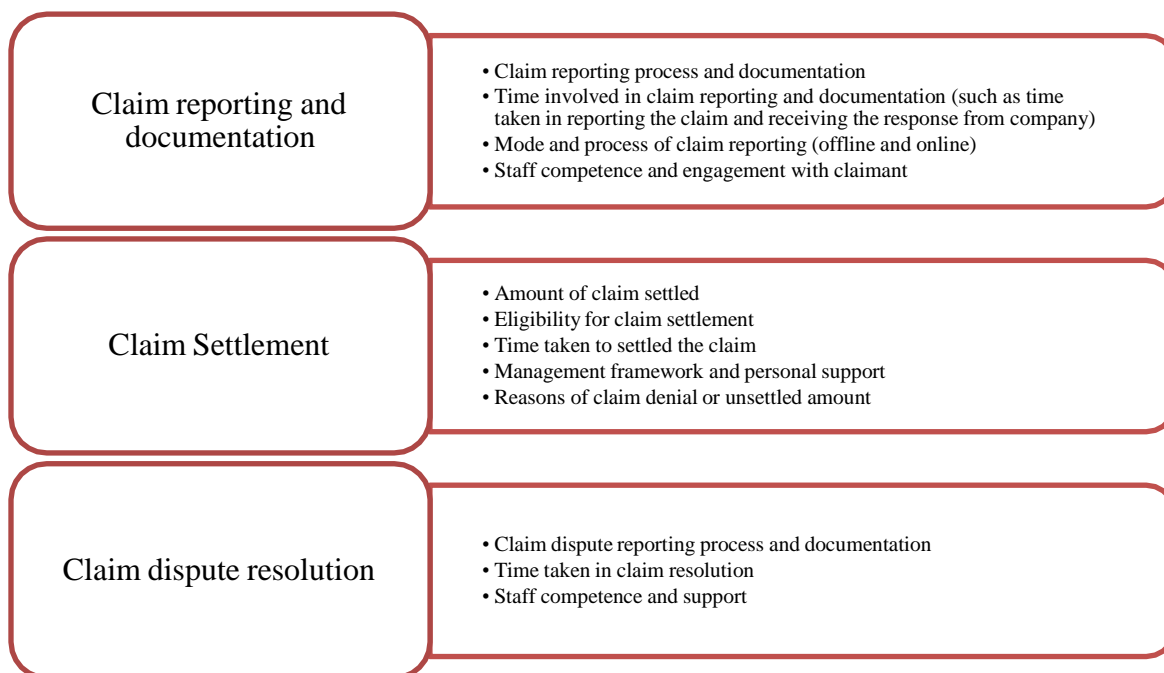 Claim reporting and
documentation
• Claim reporting process and documentation
• Time involved in claim reporting and documentation (such as time
taken in reporting the claim and receiving the response from company)
• Mode and process of claim reporting (offline and online)
• Staff competence and engagement with claimant
Claim Settlement
• Amount of claim settled
• Eligibility for claim settlement
• Time taken to settled the claim
• Management framework and personal support
• Reasons of claim denial or unsettled amount
Claim dispute resolution
• Claim dispute reporting process and documentation
• Time taken in claim resolution
• Staff competence and support